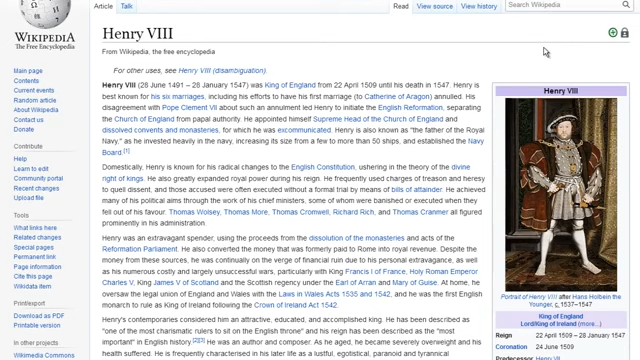 Article Talk Read View source View history Search Wikipedia
WIKIPEDIA
The Free Encyclopedia
Main page
Contents
Current events
Random article
About Wikipedia
Contact us
Donate
Contribute
Help
Learn to edit
Community portal
Recent changes
Upload file
Tools
What links here
Related changes
Special pages
Permanent link
Page information
Cite this page
Wikidata item
Print/export
Download as PDF
Printable version
In other projects
Wikimedia Commons
Henry VIII
From Wikipedia, the free encyclopedia
For other uses, see Henry VIII (disambiguation).
Henry VIII (28 June 1491 – 28 January 1547) was King of England from 22 April 1509 until his death in 1547. Henry is
best known for his six marriages, including his efforts to have his first marriage (to Catherine of Aragon) annulled. His
disagreement with Pope Clement VII about such an annulment led Henry to initiate the English Reformation, separating
the Church of England from papal authority. He appointed himself Supreme Head of the Church of England and
dissolved convents and monasteries, for which he was excommunicated. Henry is also known as "the father of the Royal
Navy," as he invested heavily in the navy, increasing its size from a few to more than 50 ships, and established the Navy
Board.[1]
Domestically, Henry is known for his radical changes to the English Constitution, ushering in the theory of the divine
right of kings. He also greatly expanded royal power during his reign. He frequently used charges of treason and heresy
to quell dissent, and those accused were often executed without a formal trial by means of bills of attainder. He achieved
many of his political aims through the work of his chief ministers, some of whom were banished or executed when they
fell out of his favour. Thomas Wolsey, Thomas More, Thomas Cromwell, Richard Rich, and Thomas Cranmer all figured
prominently in his administration.
Henry was an extravagant spender, using the proceeds from the dissolution of the monasteries and acts of the
Reformation Parliament. He also converted the money that was formerly paid to Rome into royal revenue. Despite the
money from these sources, he was continually on the verge of financial ruin due to his personal extravagance, as well
as his numerous costly and largely unsuccessful wars, particularly with King Francis I of France, Holy Roman Emperor
Charles V, King James V of Scotland and the Scottish regency under the Earl of Arran and Mary of Guise. At home, he
oversaw the legal union of England and Wales with the Laws in Wales Acts 1535 and 1542, and he was the first English
monarch to rule as King of Ireland following the Crown of Ireland Act 1542.
Henry's contemporaries considered him an attractive, educated, and accomplished king. He has been described as
"one of the most charismatic rulers to sit on the English throne" and his reign has been described as the "most
important" in English history.[2][3] He was an author and composer. As he aged, he became severely overweight and his
health suffered. He is frequently characterised in his later life as a lustful, egotistical, paranoid and tyrannical
Henry VIII
Portrait of Henry VIII after Hans Holbein the
Younger, c. 1537–1547
King of England
Lord/King of Ireland (more...)
Reign 22 April 1509 – 28 January 1547
Coronation 24 June 1509
Predecessor Henry VII